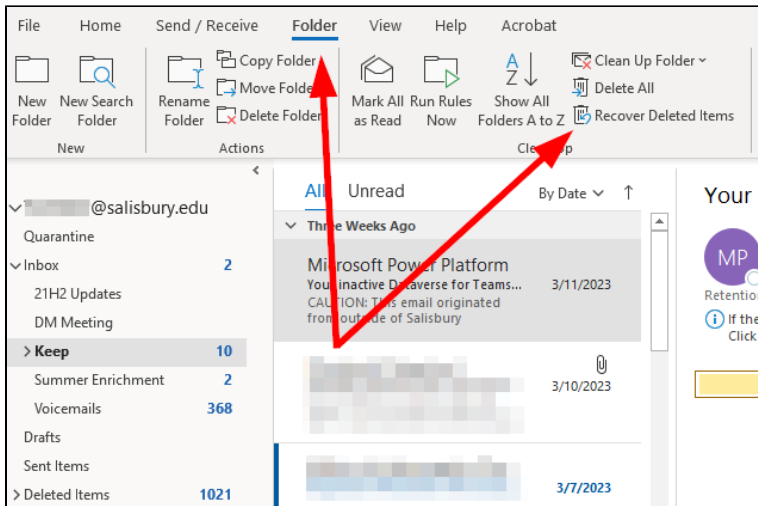 File Home Send / Receive Folder View Help Acrobat
New Folder
New Search Folder
Rename Folder
Copy Folder
Move Folder
Delete Folder
Mark All as Read
Run Rules Now
Show All Folders A to Z
Clean Up Folder
Delete All
Recover Deleted Items
New Actions Clean Up
@salisbury.edu
Quarantine
Inbox 2
21H2 Updates
DM Meeting
Keep 10
Summer Enrichment 2
Voicemails 368
Drafts
Sent Items
Deleted Items 1021
All Unread By Date
Three Weeks Ago
Microsoft Power Platform
Your inactive Dataverse for Teams... 3/11/2023
CAUTION: This email originated
from outside of Salisbury
3/10/2023
3/7/2023
Your
MP
Retention
If the
Click